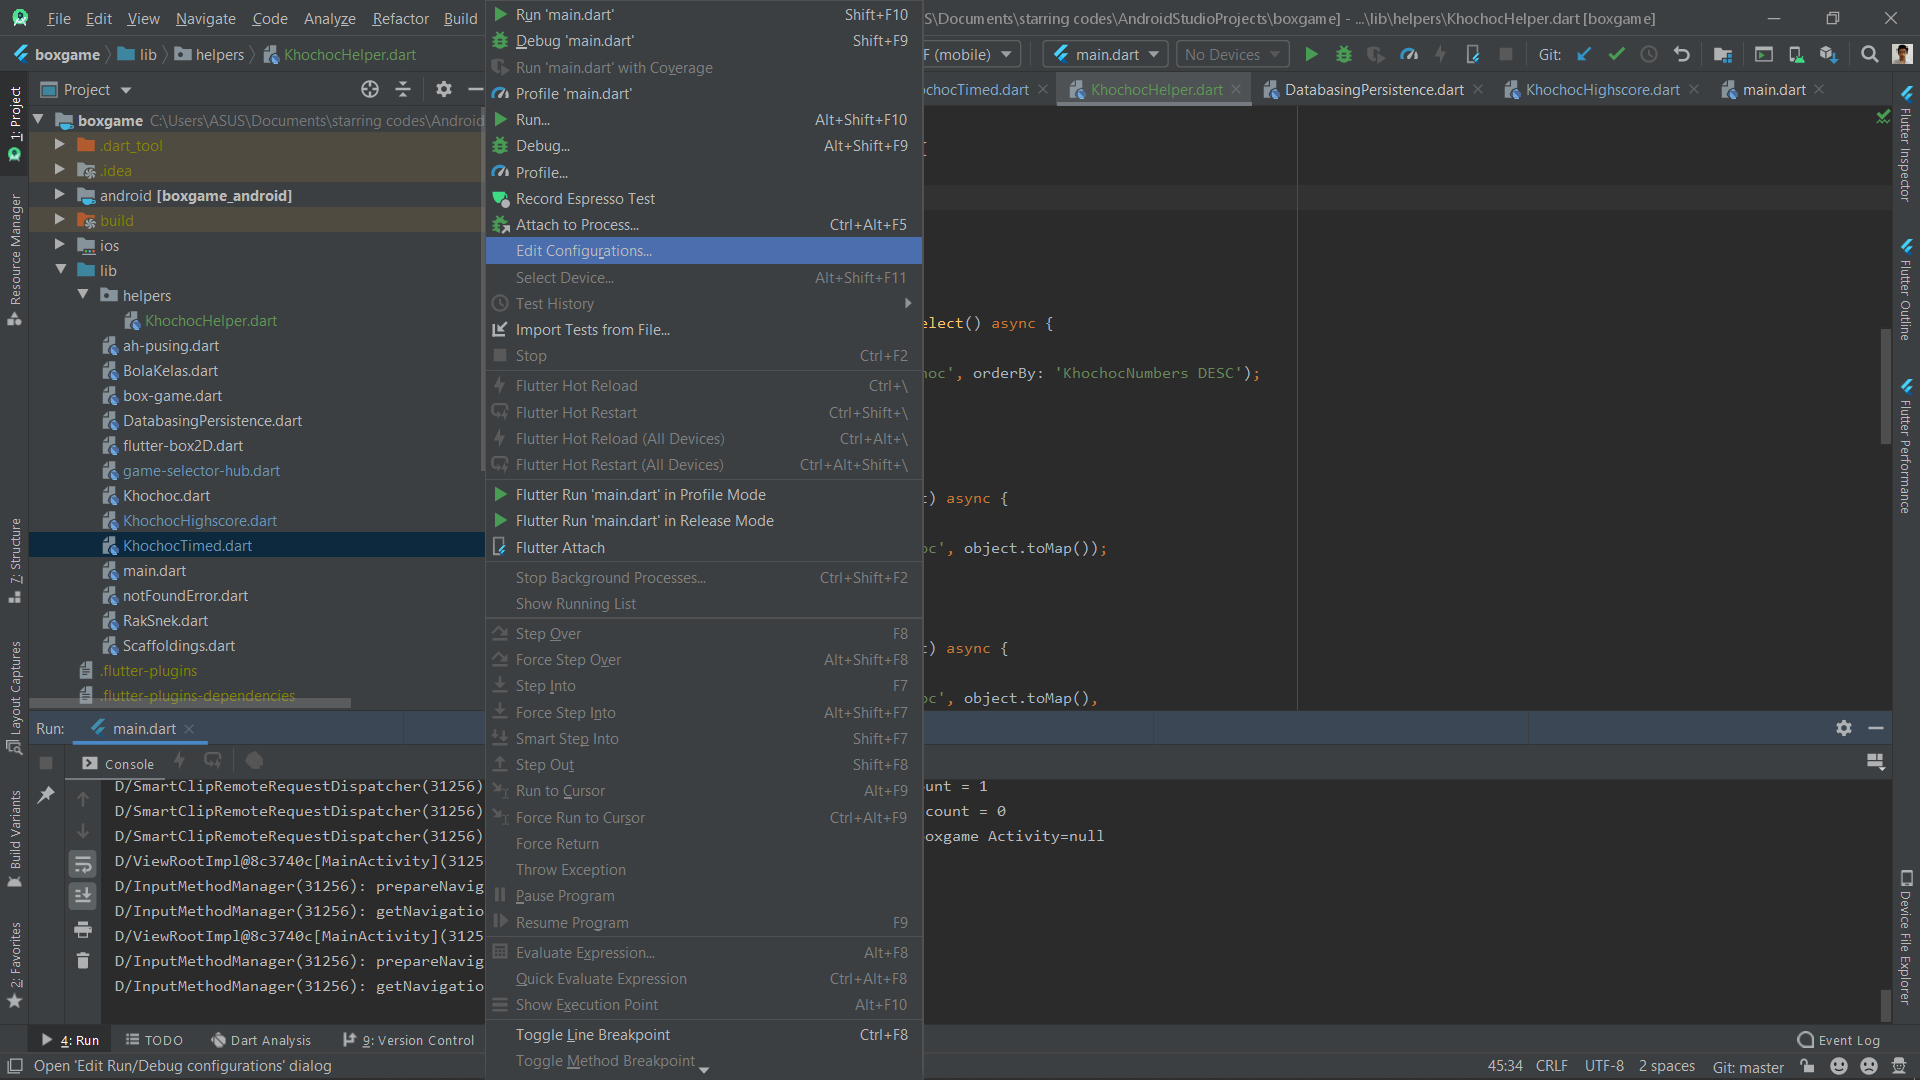 File Edit View Navigate Code Analyze Refactor Build
S\Documents\starring codes\AndroidStudioProjects\boxgame] - ...\lib\helpers\KhochocHelper.dart [boxgame]
boxgame lib helpers KhochocHelper.dart
F (mobile) main.dart No Devices Git:
Project
ochocTimed.dart KhochocHelper.dart DatabasingPersistence.dart KhochocHighscore.dart main.dart
boxgame C:\Users\ASUS\Documents\starring codes\Android
.dart_tool
.idea
android [boxgame_android]
build
ios
lib
helpers
KhochocHelper.dart
ah-pusing.dart
BolaKelas.dart
box-game.dart
DatabasingPersistence.dart
flutter-box2D.dart
game-selector-hub.dart
Khochoc.dart
KhochocHighscore.dart
KhochocTimed.dart
main.dart
notFoundError.dart
RakSnek.dart
Scaffoldings.dart
.flutter-plugins
.flutter-plugins-dependencies
1: Project
Resource Manager
7: Structure
Layout Captures
Build Variants
2: Favorites
Run 'main.dart' Shift+F10
Debug 'main.dart' Shift+F9
Run 'main.dart' with Coverage
Profile 'main.dart'
Run... Alt+Shift+F10
Debug... Alt+Shift+F9
Profile...
Record Espresso Test
Attach to Process... Ctrl+Alt+F5
Edit Configurations...
Select Device... Alt+Shift+F11
Test History
Import Tests from File...
Stop Ctrl+F2
Flutter Hot Reload Ctrl+\
Flutter Hot Restart Ctrl+Shift+\
Flutter Hot Reload (All Devices) Ctrl+Alt+\
Flutter Hot Restart (All Devices) Ctrl+Alt+Shift+\
Flutter Run 'main.dart' in Profile Mode
Flutter Run 'main.dart' in Release Mode
Flutter Attach
Stop Background Processes... Ctrl+Shift+F2
Show Running List
Step Over F8
Force Step Over Alt+Shift+F8
Step Into F7
Force Step Into Alt+Shift+F7
Smart Step Into Shift+F7
Step Out Shift+F8
Run to Cursor Alt+F9
Force Run to Cursor Ctrl+Alt+F9
Force Return
Throw Exception
Pause Program
Resume Program F9
Evaluate Expression... Alt+F8
Quick Evaluate Expression Ctrl+Alt+F8
Show Execution Point Alt+F10
Toggle Line Breakpoint Ctrl+F8
Toggle Method Breakpoint
elect() async {
oc', orderBy: 'KhochocNumbers DESC');
t) async {
oc', object.toMap());
t) async {
oc', object.toMap(),
Flutter Inspector
Flutter Outline
Flutter Performance
Device File Explorer
Run: main.dart
Console
D/SmartClipRemoteRequestDispatcher(31256) unt = 1
D/SmartClipRemoteRequestDispatcher(31256) count = 0
D/SmartClipRemoteRequestDispatcher(31256) oxgame Activity=null
D/ViewRootImpl@8c3740c[MainActivity](3125
D/InputMethodManager(31256): prepareNavig
D/InputMethodManager(31256): getNavigatio
D/ViewRootImpl@8c3740c[MainActivity](3125
D/InputMethodManager(31256): prepareNavig
D/InputMethodManager(31256): getNavigatio
4: Run TODO Dart Analysis 9: Version Control Event Log
Open 'Edit Run/Debug configurations' dialog 45:34 CRLF UTF-8 2 spaces Git: master